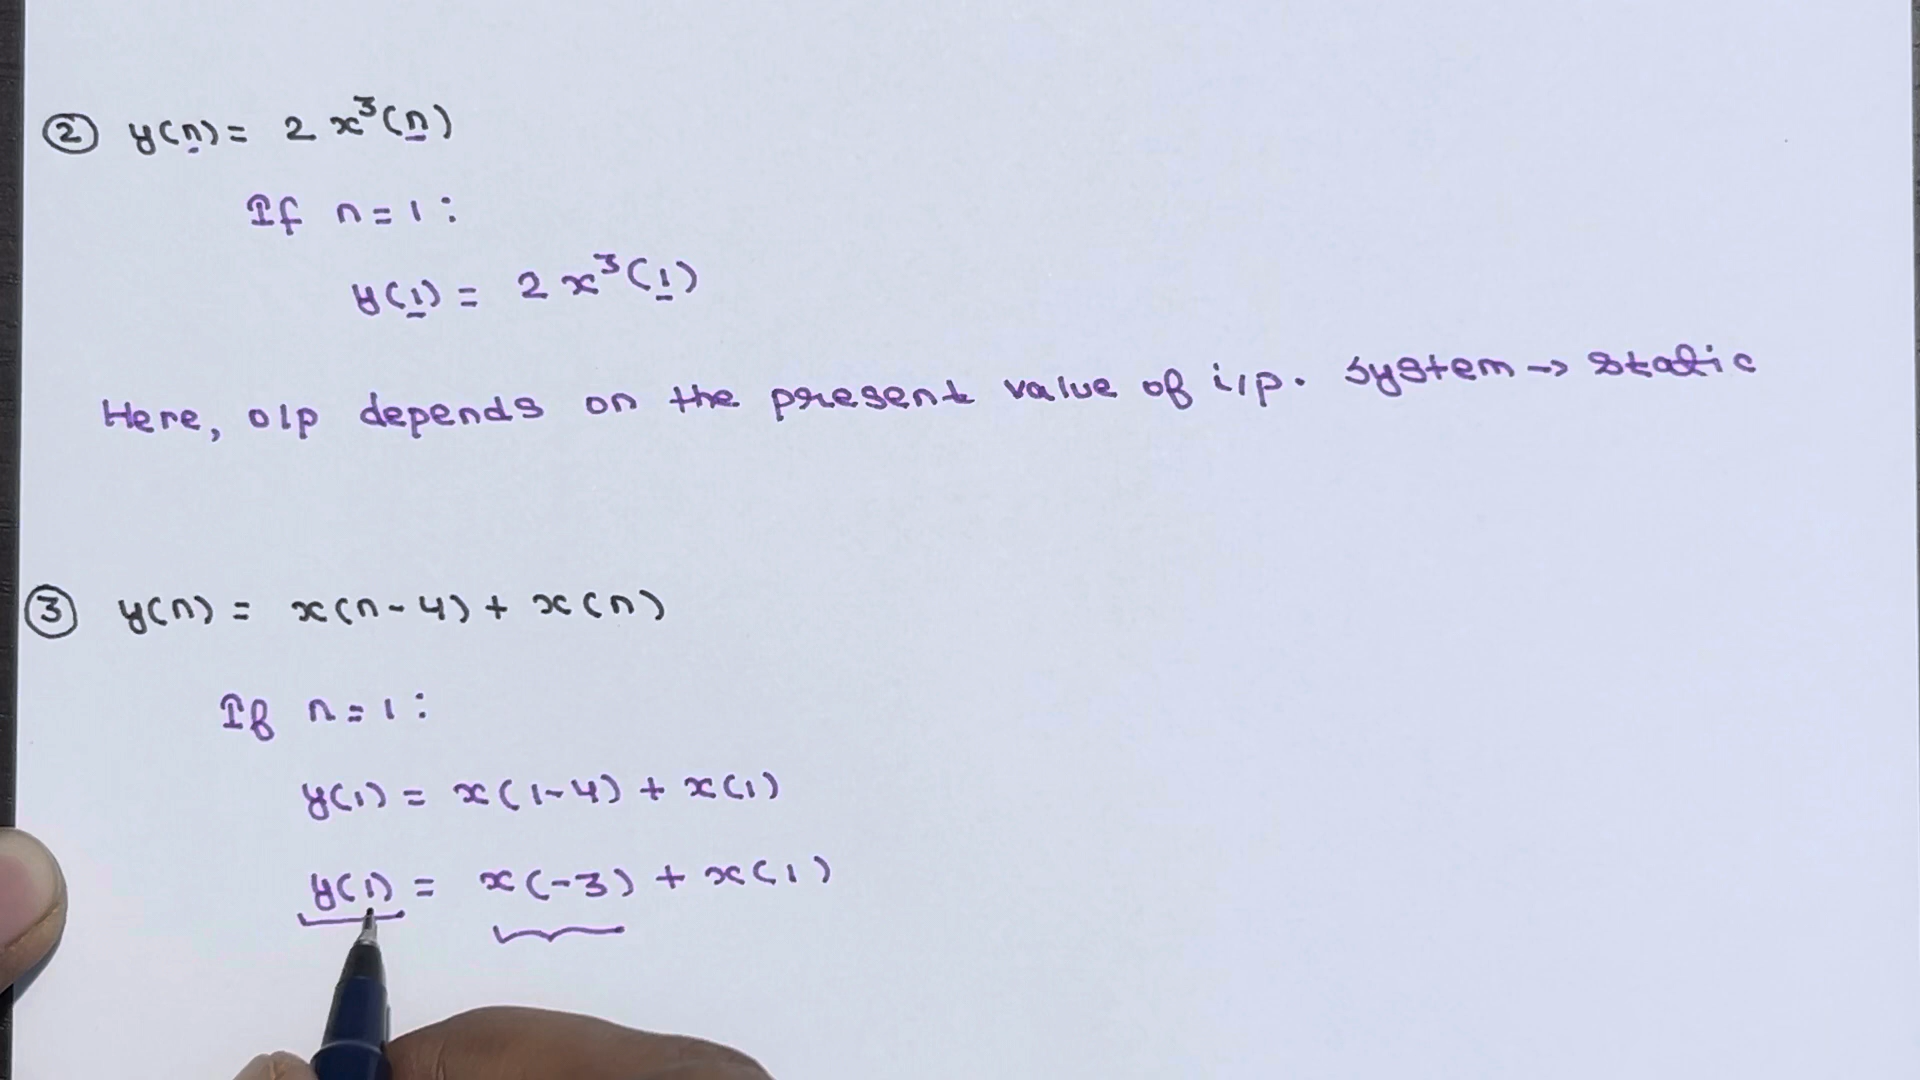 ② y(n) = 2 x³(n)
If n = 1 :
y(1) = 2 x³(1)
Here, o/p depends on the present value of i/p. System → static
③ y(n) = x(n-4) + x(n)
If n = 1 :
y(1) = x(1-4) + x(1)
y(1) = x(-3) + x(1)